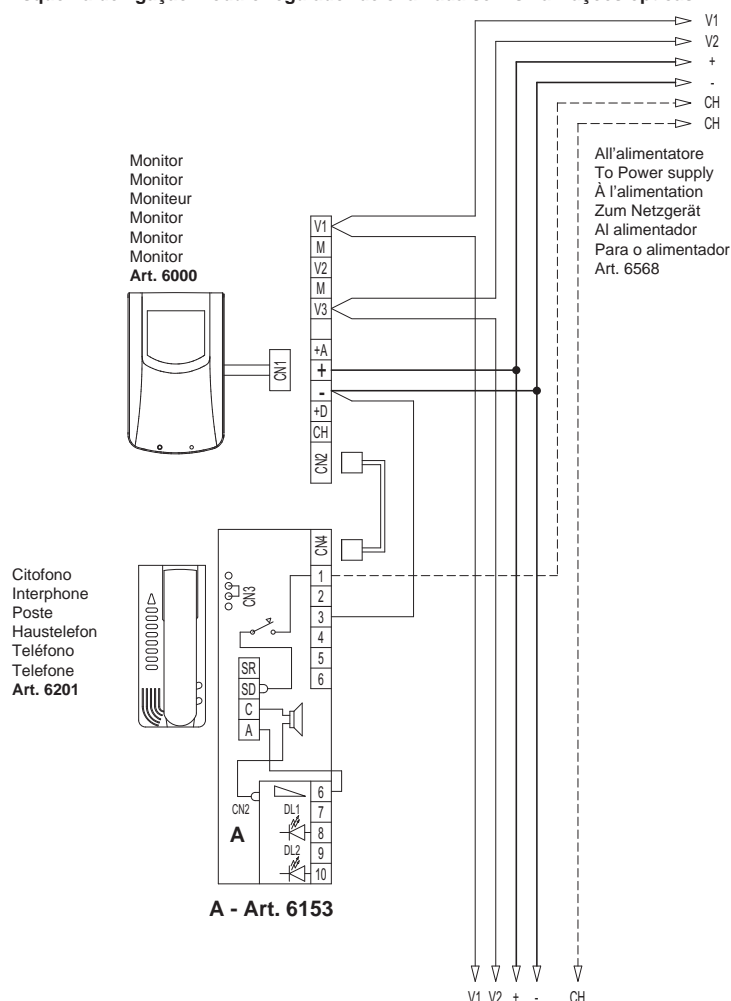 V1
V2
+
-
CH
CH
All'alimentatore
To Power supply
À l'alimentation
Zum Netzgerät
Al alimentador
Para o alimentador
Art. 6568
Monitor
Monitor
Moniteur
Monitor
Monitor
Monitor
Art. 6000
CN1
V1
M
V2
M
V3
+A
+
-
+D
CH
CN2
Citofono
Interphone
Poste
Haustelefon
Teléfono
Telefone
Art. 6201
CN4
1
2
3
4
5
6
CN3
SR
SD
C
A
CN2
A
DL1
DL2
6
7
8
9
10
A - Art. 6153
V1 V2 + - CH